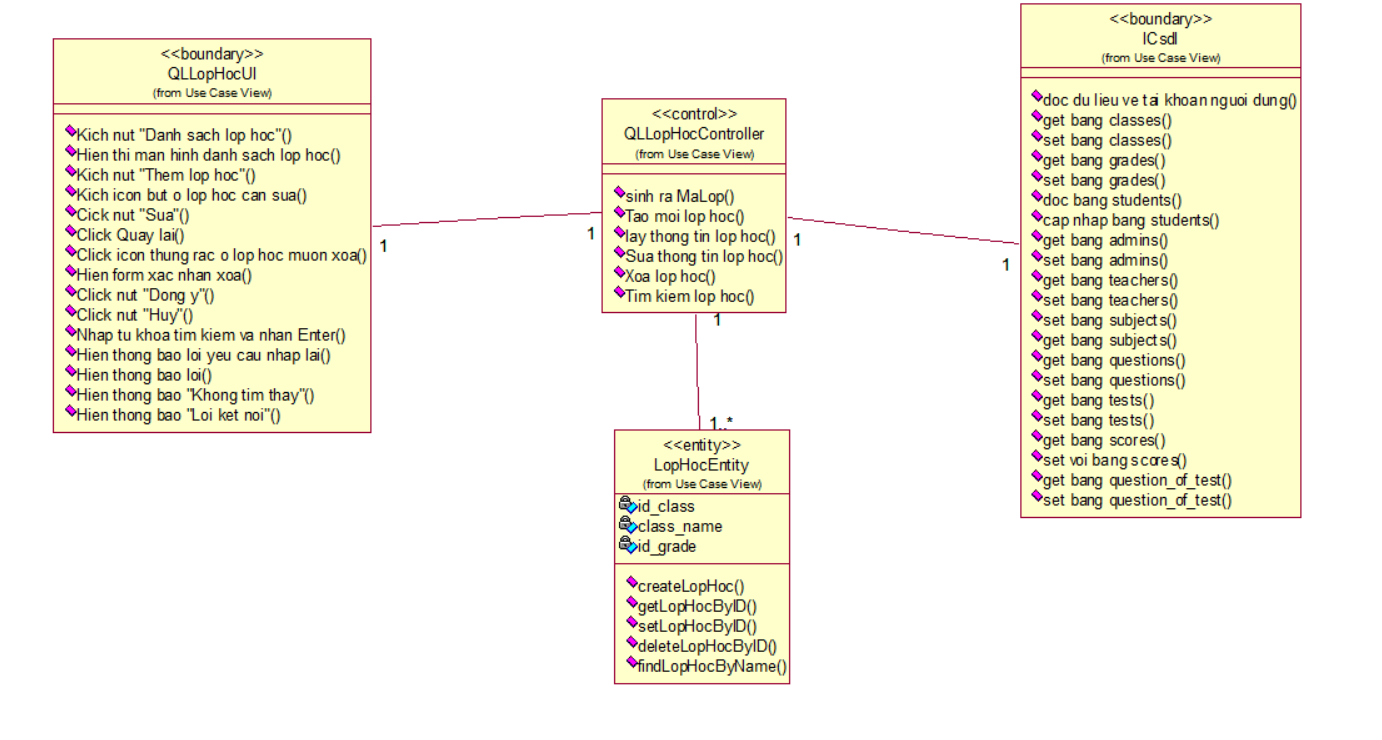 <<boundary>>
QLLopHocUI
(from Use Case View)
Kich nut "Danh sach lop hoc"()
Hien thi man hinh danh sach lop hoc()
Kich nut "Them lop hoc"()
Kich icon but o lop hoc can sua()
Cick nut "Sua"()
Click Quay lai()
Click icon thung rac o lop hoc muon xoa()
Hien form xac nhan xoa()
Click nut "Dong y"()
Click nut "Huy"()
Nhap tu khoa tim kiem va nhan Enter()
Hien thong bao loi yeu cau nhap lai()
Hien thong bao loi()
Hien thong bao "Khong tim thay"()
Hien thong bao "Loi ket noi"()
1
1
<<control>>
QLLopHocController
(from Use Case View)
sinh ra MaLop()
Tao moi lop hoc()
lay thong tin lop hoc()
Sua thong tin lop hoc()
Xoa lop hoc()
Tim kiem lop hoc()
1
1
1
1..*
<<entity>>
LopHocEntity
(from Use Case View)
id_class
class_name
id_grade
createLopHoc()
getLopHocByID()
setLopHocByID()
deleteLopHocByID()
findLopHocByName()
<<boundary>>
ICsdl
(from Use Case View)
doc du lieu ve tai khoan nguoi dung()
get bang classes()
set bang classes()
get bang grades()
set bang grades()
doc bang students()
cap nhap bang students()
get bang admins()
set bang admins()
get bang teachers()
set bang teachers()
set bang subjects()
get bang subjects()
get bang questions()
set bang questions()
get bang tests()
set bang tests()
get bang scores()
set voi bang scores()
get bang question_of_test()
set bang question_of_test()